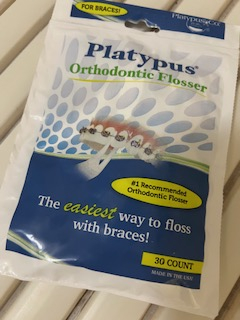 FOR BRACES!
PlatypusCo
Platypus®
Orthodontic Flosser
#1 Recommended
Orthodontic Flosser
The easiest way to floss
with braces!
30 COUNT
MADE IN THE USA